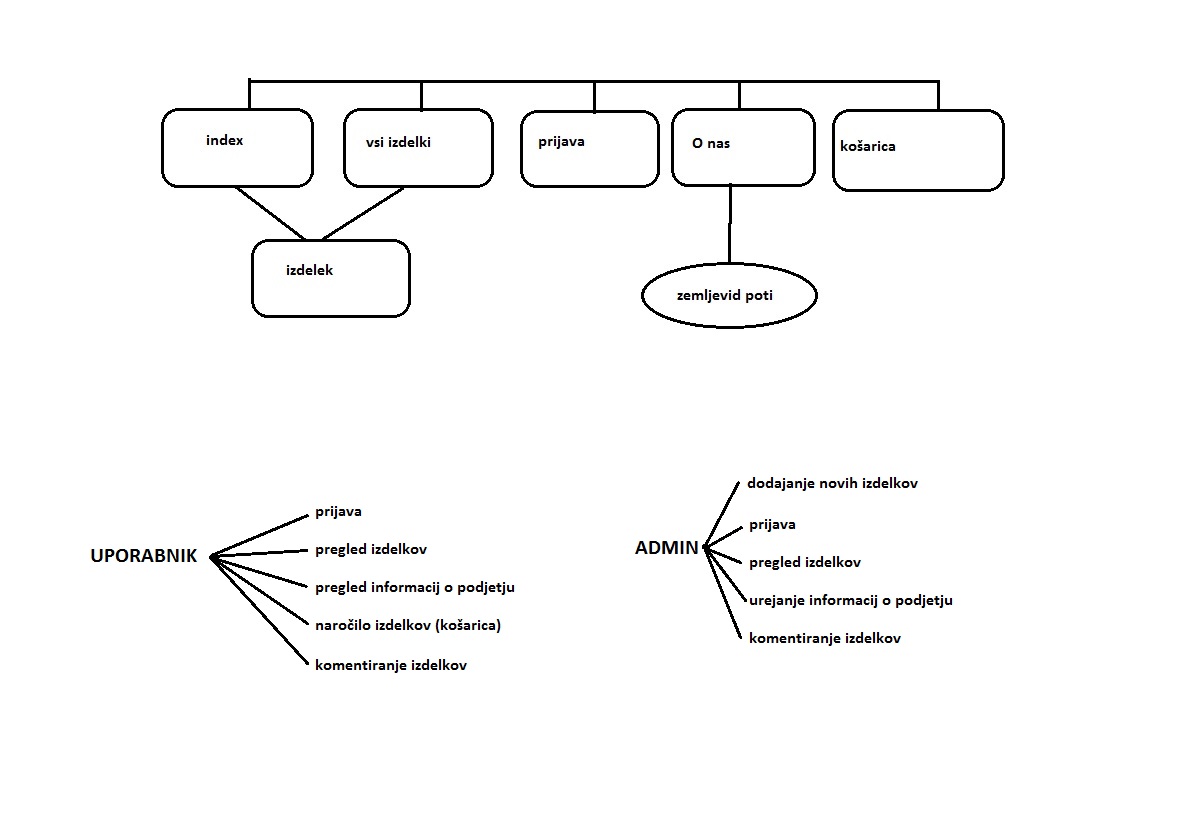 index
vsi izdelki
prijava
O nas
košarica
izdelek
zemljevid poti
UPORABNIK
prijava
pregled izdelkov
pregled informacij o podjetju
naročilo izdelkov (košarica)
komentiranje izdelkov
ADMIN
dodajanje novih izdelkov
prijava
pregled izdelkov
urejanje informacij o podjetju
komentiranje izdelkov